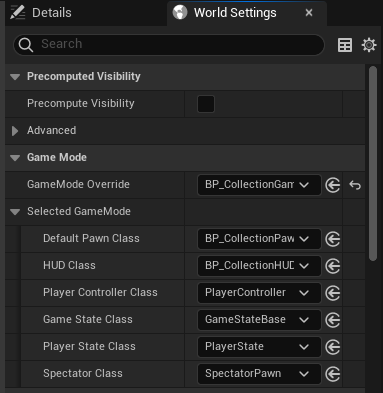 Details
World Settings
Search
Precomputed Visibility
Precompute Visibility
Advanced
Game Mode
GameMode Override BP_CollectionGam
Selected GameMode
Default Pawn Class BP_CollectionPaw
HUD Class BP_CollectionHUD
Player Controller Class PlayerController
Game State Class GameStateBase
Player State Class PlayerState
Spectator Class SpectatorPawn